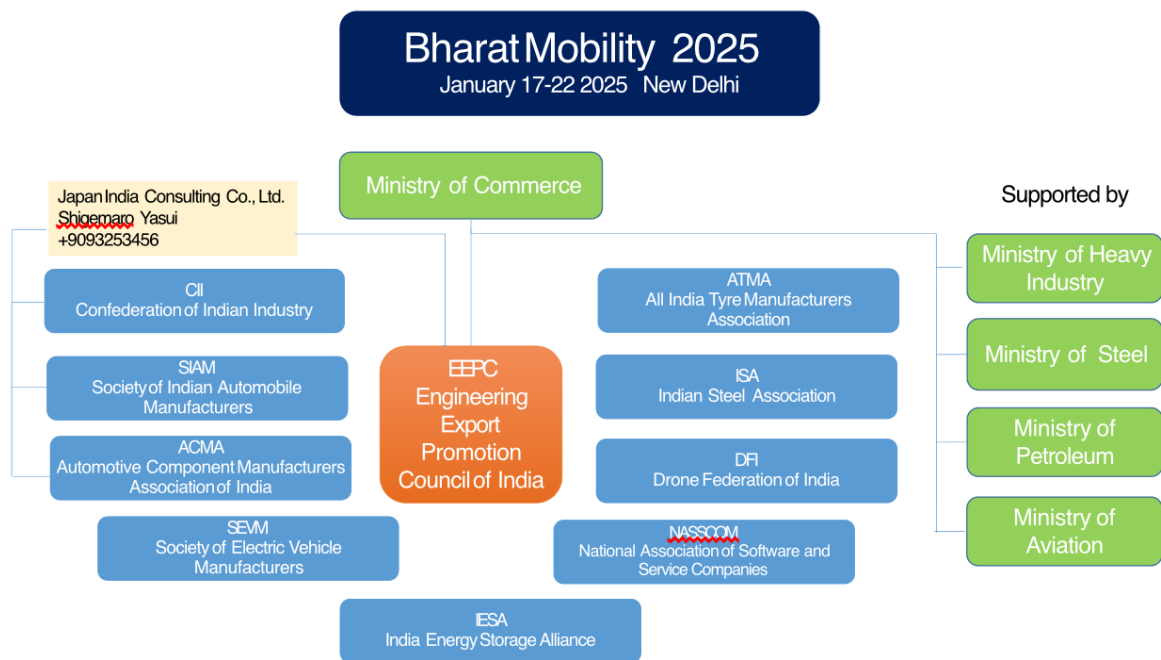 Bharat Mobility 2025
January 17-22 2025 New Delhi
Ministry of Commerce
Japan India Consulting Co., Ltd.
Shigemaro Yasui
+9093253456
Supported by
Ministry of Heavy
Industry
Ministry of Steel
Ministry of
Petroleum
Ministry of
Aviation
CII
Confederation of Indian Industry
SIAM
Society of Indian Automobile
Manufacturers
ACMA
Automotive Component Manufacturers
Association of India
SEVM
Society of Electric Vehicle
Manufacturers
EEPC
Engineering
Export
Promotion
Council of India
ATMA
All India Tyre Manufacturers
Association
ISA
Indian Steel Association
DFI
Drone Federation of India
NASSCOM
National Association of Software and
Service Companies
IESA
India Energy Storage Alliance